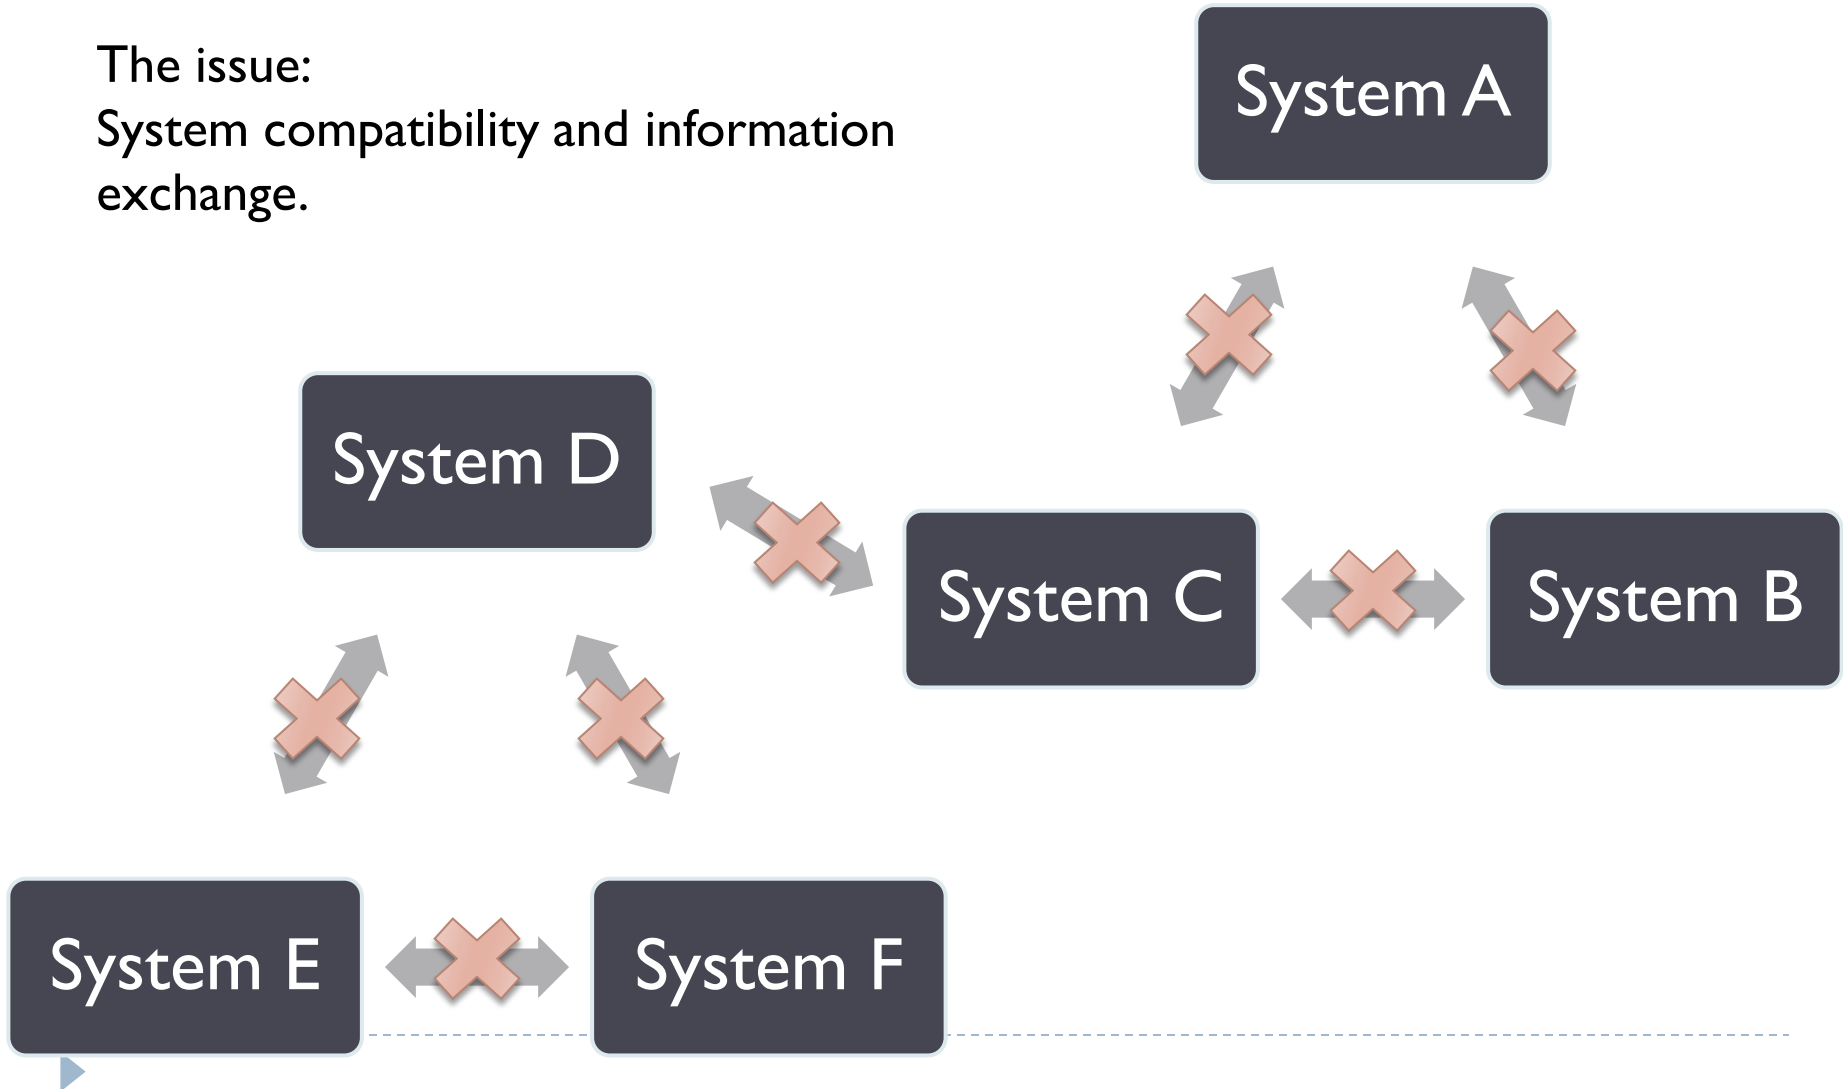 The issue:
System compatibility and information
exchange.
System A
System D
System C
System B
System E
System F